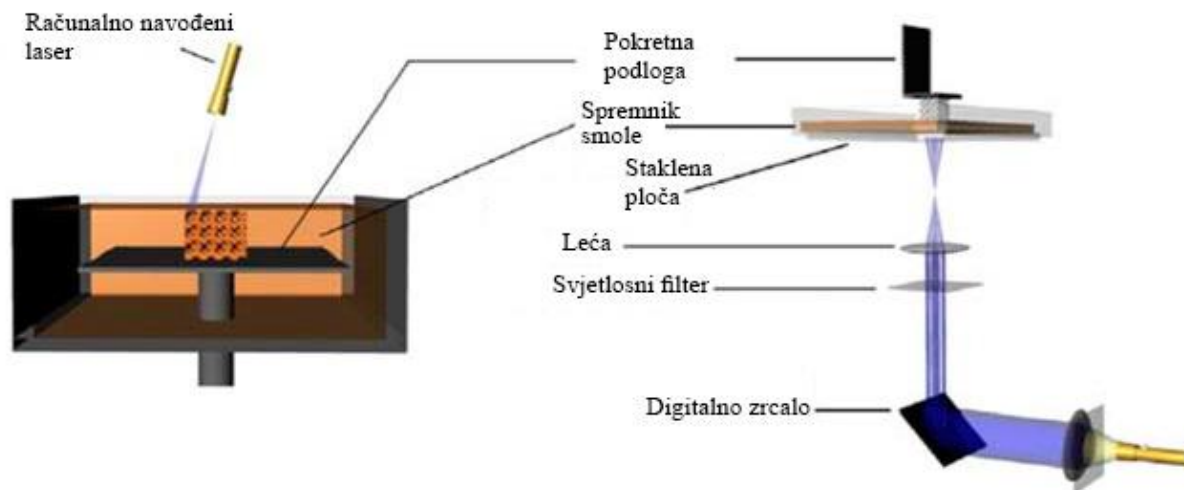 Računalno navođeni
laser
Pokretna
podloga
Spremnik
smole
Staklena
ploča
Leća
Svjetlosni filter
Digitalno zrcalo